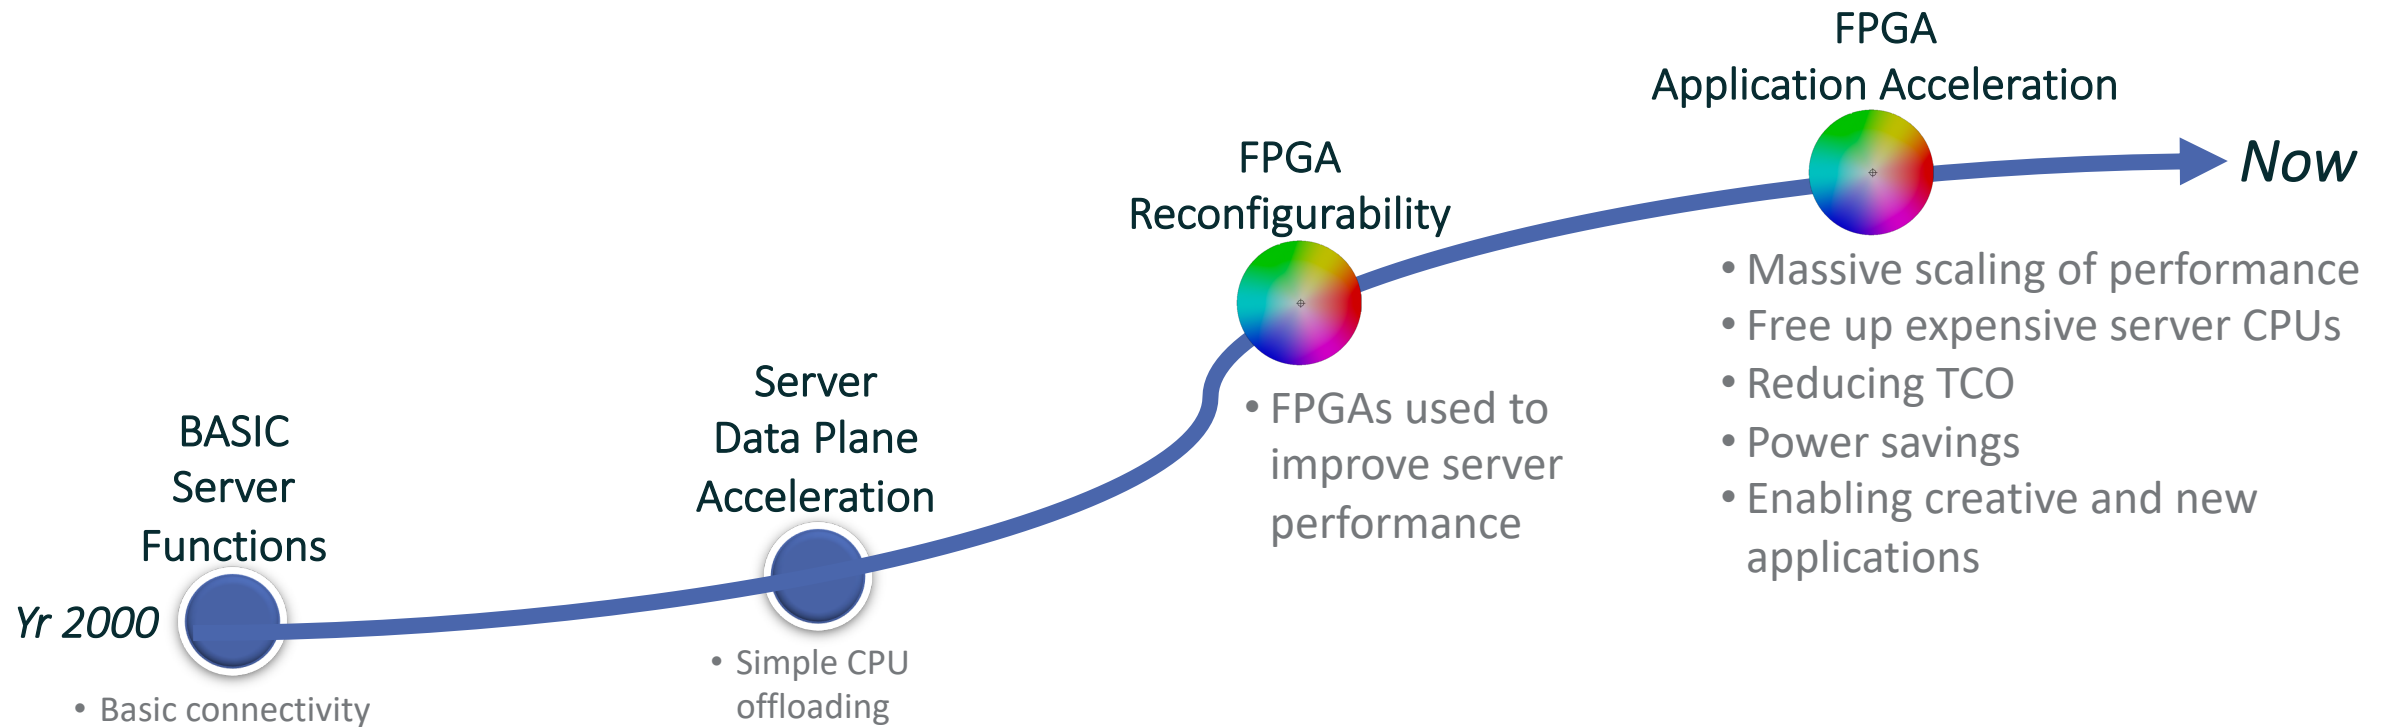 Yr 2000
BASIC
Server
Functions
• Basic connectivity
Server
Data Plane
Acceleration
• Simple CPU
offloading
FPGA
Reconfigurability
• FPGAs used to
improve server
performance
FPGA
Application Acceleration
• Massive scaling of performance
• Free up expensive server CPUs
• Reducing TCO
• Power savings
• Enabling creative and new
applications
Now